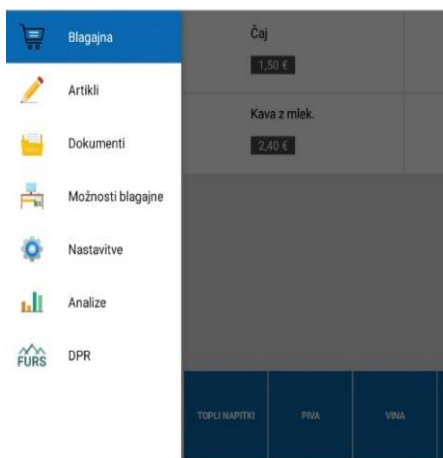 Blagajna
Artikli
Dokumenti
Možnosti blagajne
Nastavitve
Analize
FURS
DPR
Čaj
1,50 €
Kava z mlek.
2,40 €
TOPLI NAPITKI
PIVA
VINA